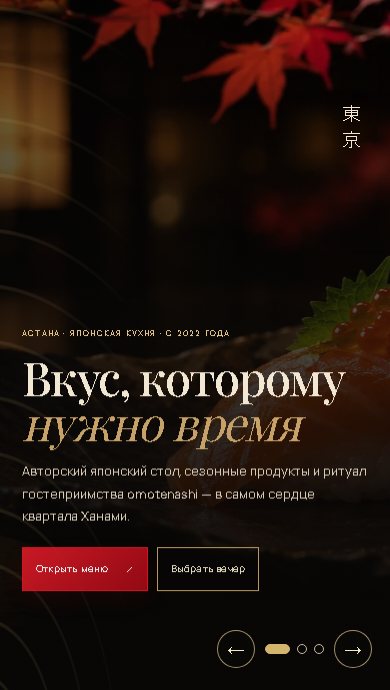 東
京
АСТАНА · ЯПОНСКАЯ КУХНЯ · С 2022 ГОДА
Вкус, которому
нужно время
Авторский японский стол, сезонные продукты и ритуал
гостеприимства omotenashi — в самом сердце
квартала Ханами.
Открыть меню ↗ Выбрать вечер
← →